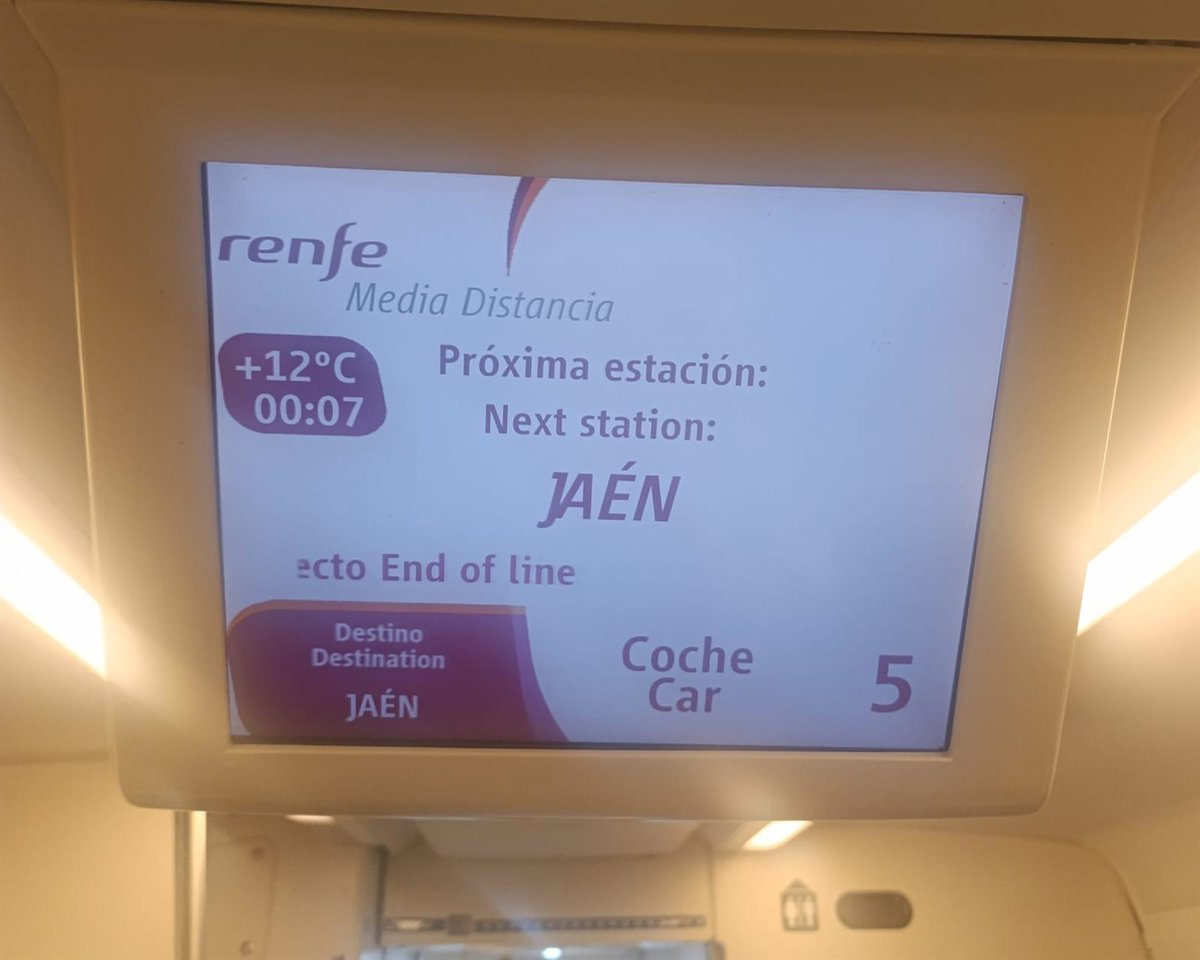 renfe
Media Distancia
+12ºC
00:07
Próxima estación:
Next station:
JAÉN
ecto End of line
Destino
Destination
JAÉN
Coche
Car
5